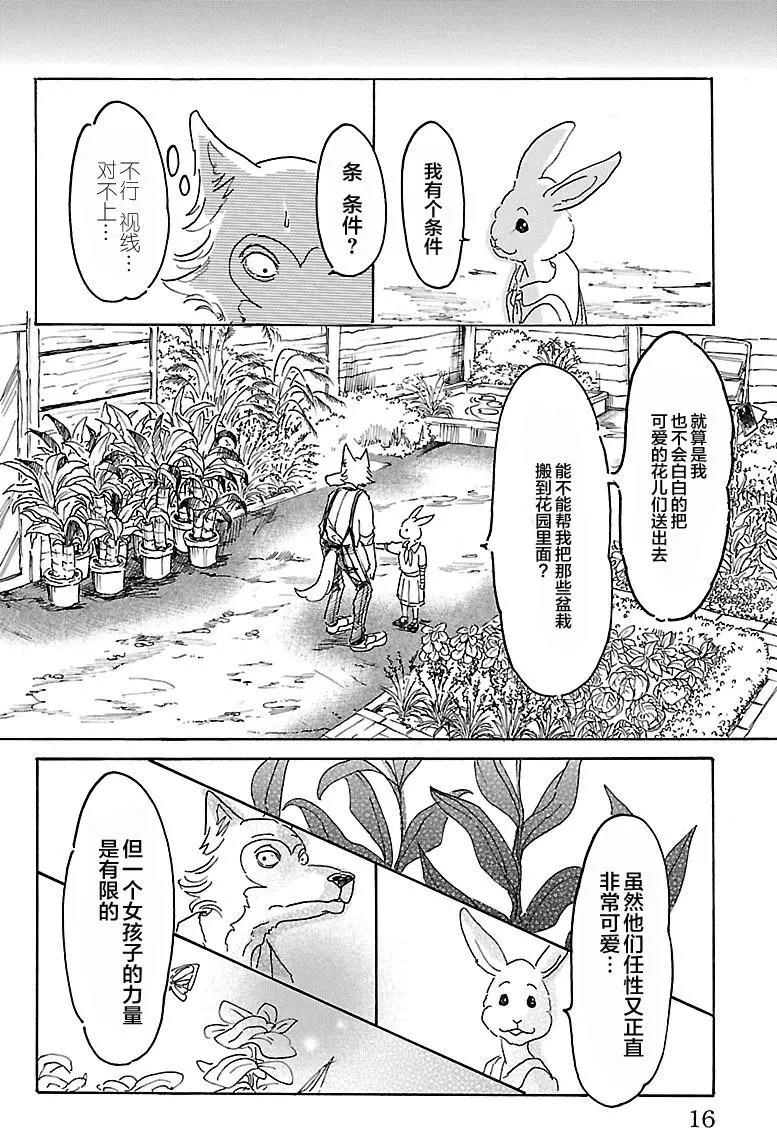 我有个条件
条 条件?
不行 视线…
对不上…
就算是我
也不会白白的把
可爱的花儿们送出去
能不能帮我把那些盆栽
搬到花园里面?
虽然他们任性又正直
非常可爱…
但一个女孩子的力量
是有限的
16